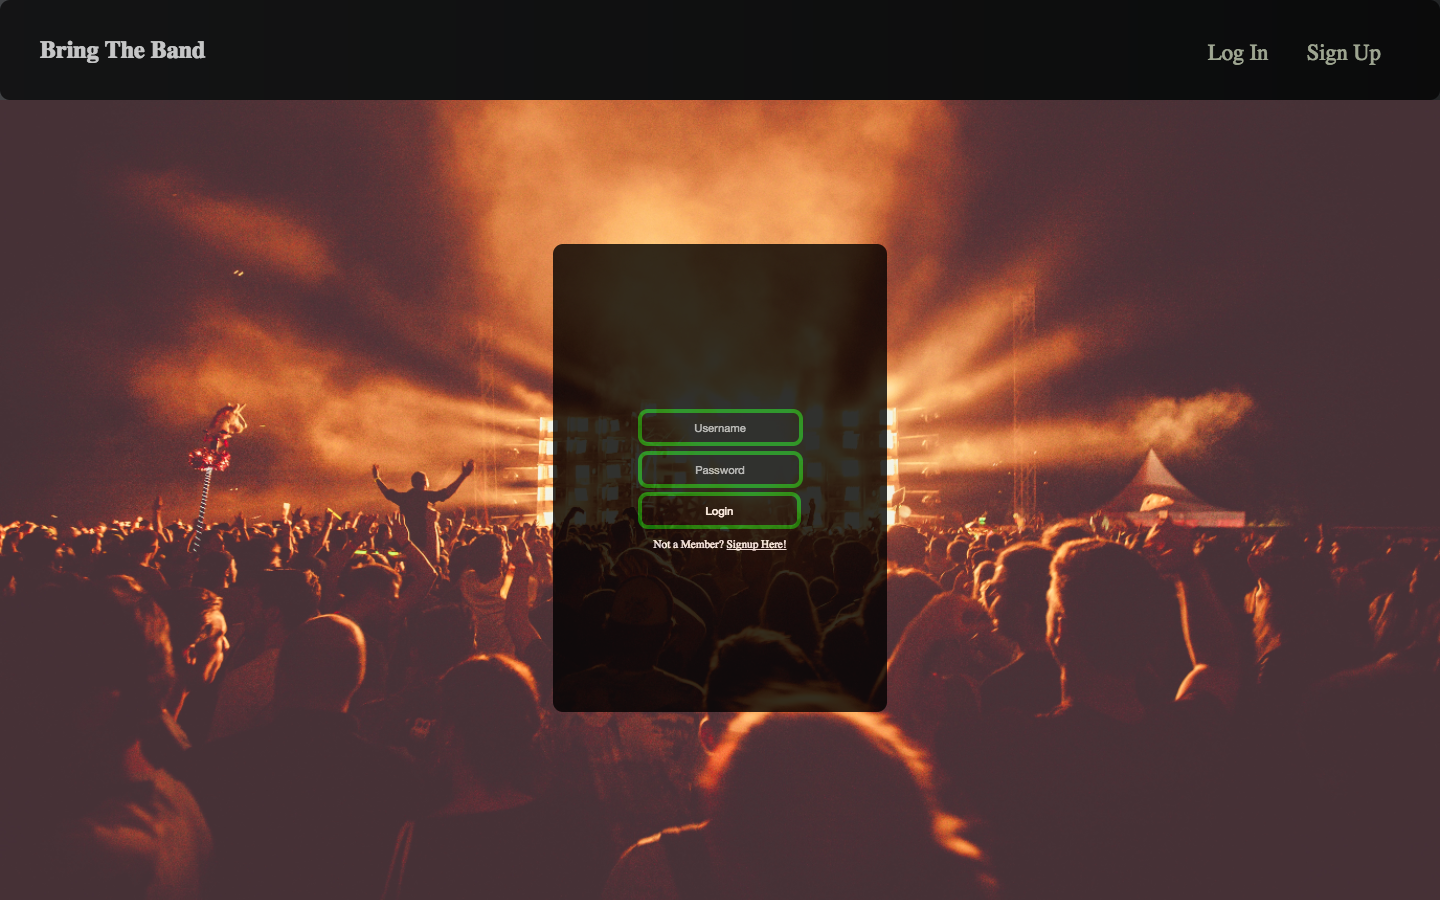 Bring The Band
Log In
Sign Up
Username
Password
Login
Not a Member? Signup Here!